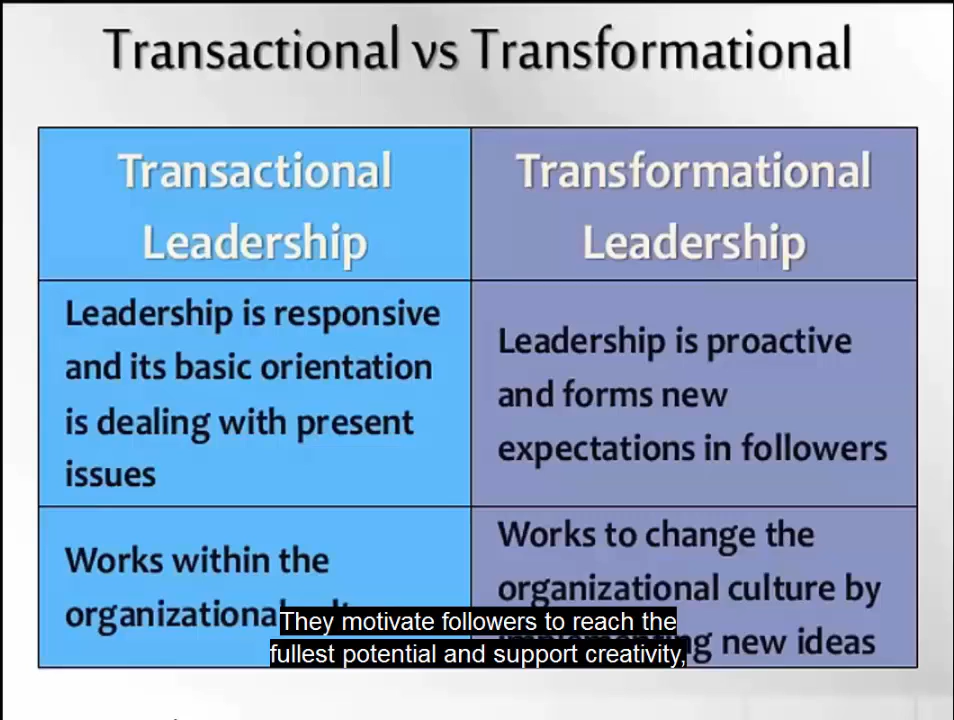 Transactional vs Transformational
Transactional
Leadership
Transformational
Leadership
Leadership is responsive
and its basic orientation
is dealing with present
issues
Leadership is proactive
and forms new
expectations in followers
Works within the
organizational
Works to change the
organizational culture by
new ideas
They motivate followers to reach the
fullest potential and support creativity,